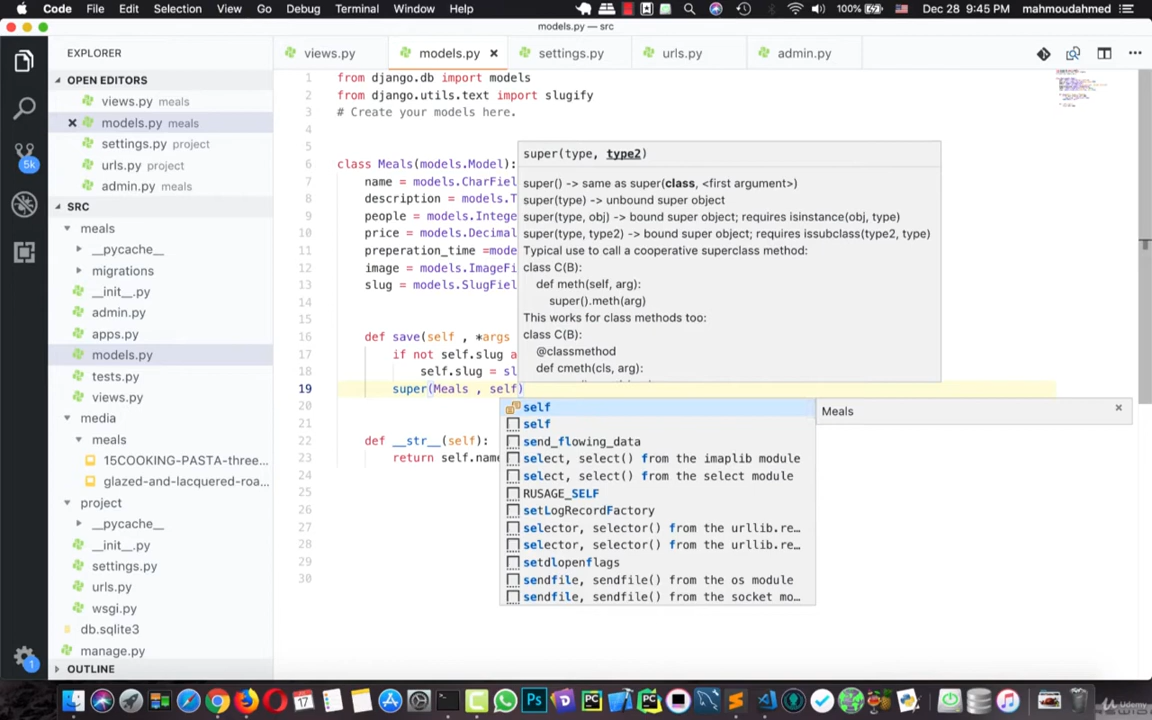 Code File Edit Selection View Go Debug Terminal Window Help 100% Dec 28 9:45 PM mahmoudahmed
models.py — src
EXPLORER
views.py models.py settings.py urls.py admin.py
OPEN EDITORS
views.py meals
models.py meals
settings.py project
urls.py project
admin.py meals
5k
SRC
meals
__pycache__
migrations
__init__.py
admin.py
apps.py
models.py
tests.py
views.py
media
meals
15COOKING-PASTA-three...
glazed-and-lacquered-roa...
project
__pycache__
__init__.py
settings.py
urls.py
wsgi.py
db.sqlite3
manage.py
OUTLINE
1
1 from django.db import models
2 from django.utils.text import slugify
3 # Create your models here.
4
5
6 class Meals(models.Model):
7 name = models.CharFiel
8 description = models.T
9 people = models.Intege
10 price = models.Decimal
11 preperation_time =mode
12 image = models.ImageFi
13 slug = models.SlugFiel
14
15
16 def save(self , *args
17 if not self.slug a
18 self.slug = sl
19 super(Meals , self)
20
21
22 def __str__(self):
23 return self.name
24
25
26
27
28
29
30
super(type, type2)
super() -> same as super(class, <first argument>)
super(type) -> unbound super object
super(type, obj) -> bound super object; requires isinstance(obj, type)
super(type, type2) -> bound super object; requires issubclass(type2, type)
Typical use to call a cooperative superclass method:
class C(B):
def meth(self, arg):
super().meth(arg)
This works for class methods too:
class C(B):
@classmethod
def cmeth(cls, arg):
self
self
send_flowing_data
select, select() from the imaplib module
select, select() from the select module
RUSAGE_SELF
setLogRecordFactory
selector, selector() from the urllib.re…
selector, selector() from the urllib.re…
setdlopenflags
sendfile, sendfile() from the os module
sendfile, sendfile() from the socket mo…
Meals
17
Ps
PC
PC
Udemy